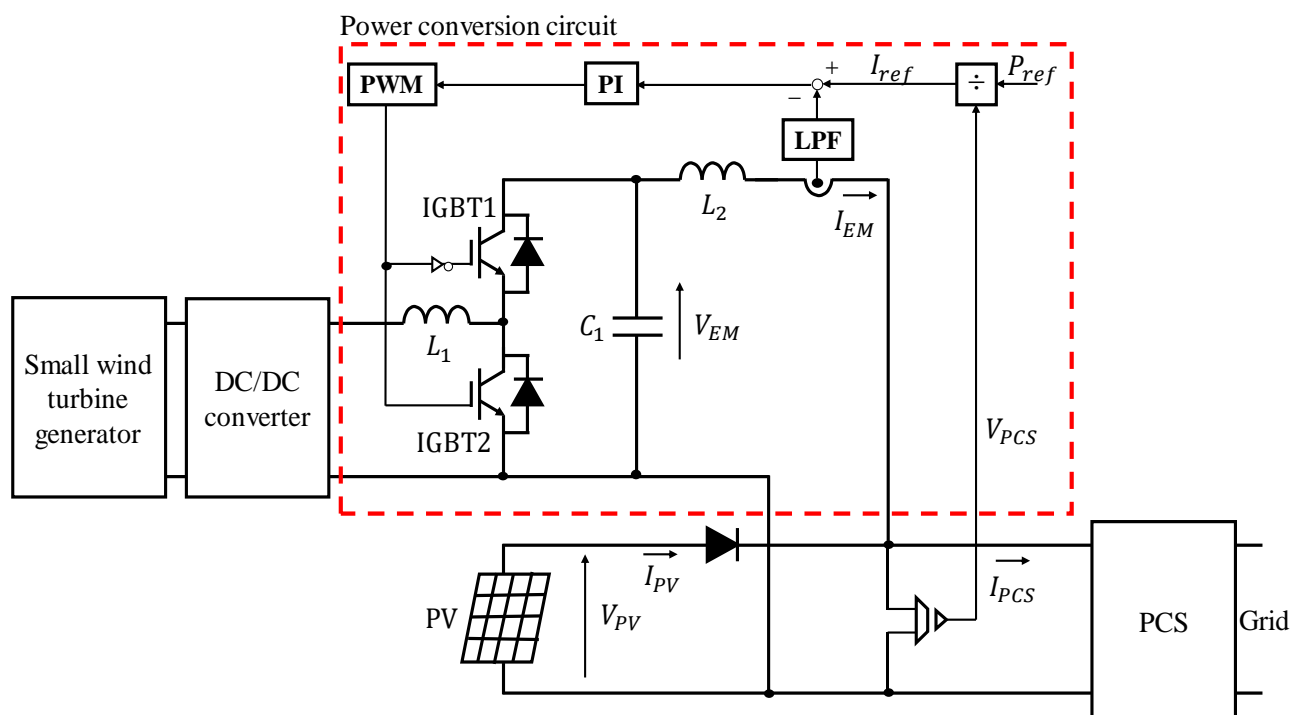 Power conversion circuit
PWM
PI
+
−
I_ref
÷
P_ref
LPF
L_2
I_EM
IGBT1
L_1
C_1
V_EM
IGBT2
Small wind
turbine
generator
DC/DC
converter
V_PCS
I_PV
I_PCS
PV
V_PV
PCS
Grid